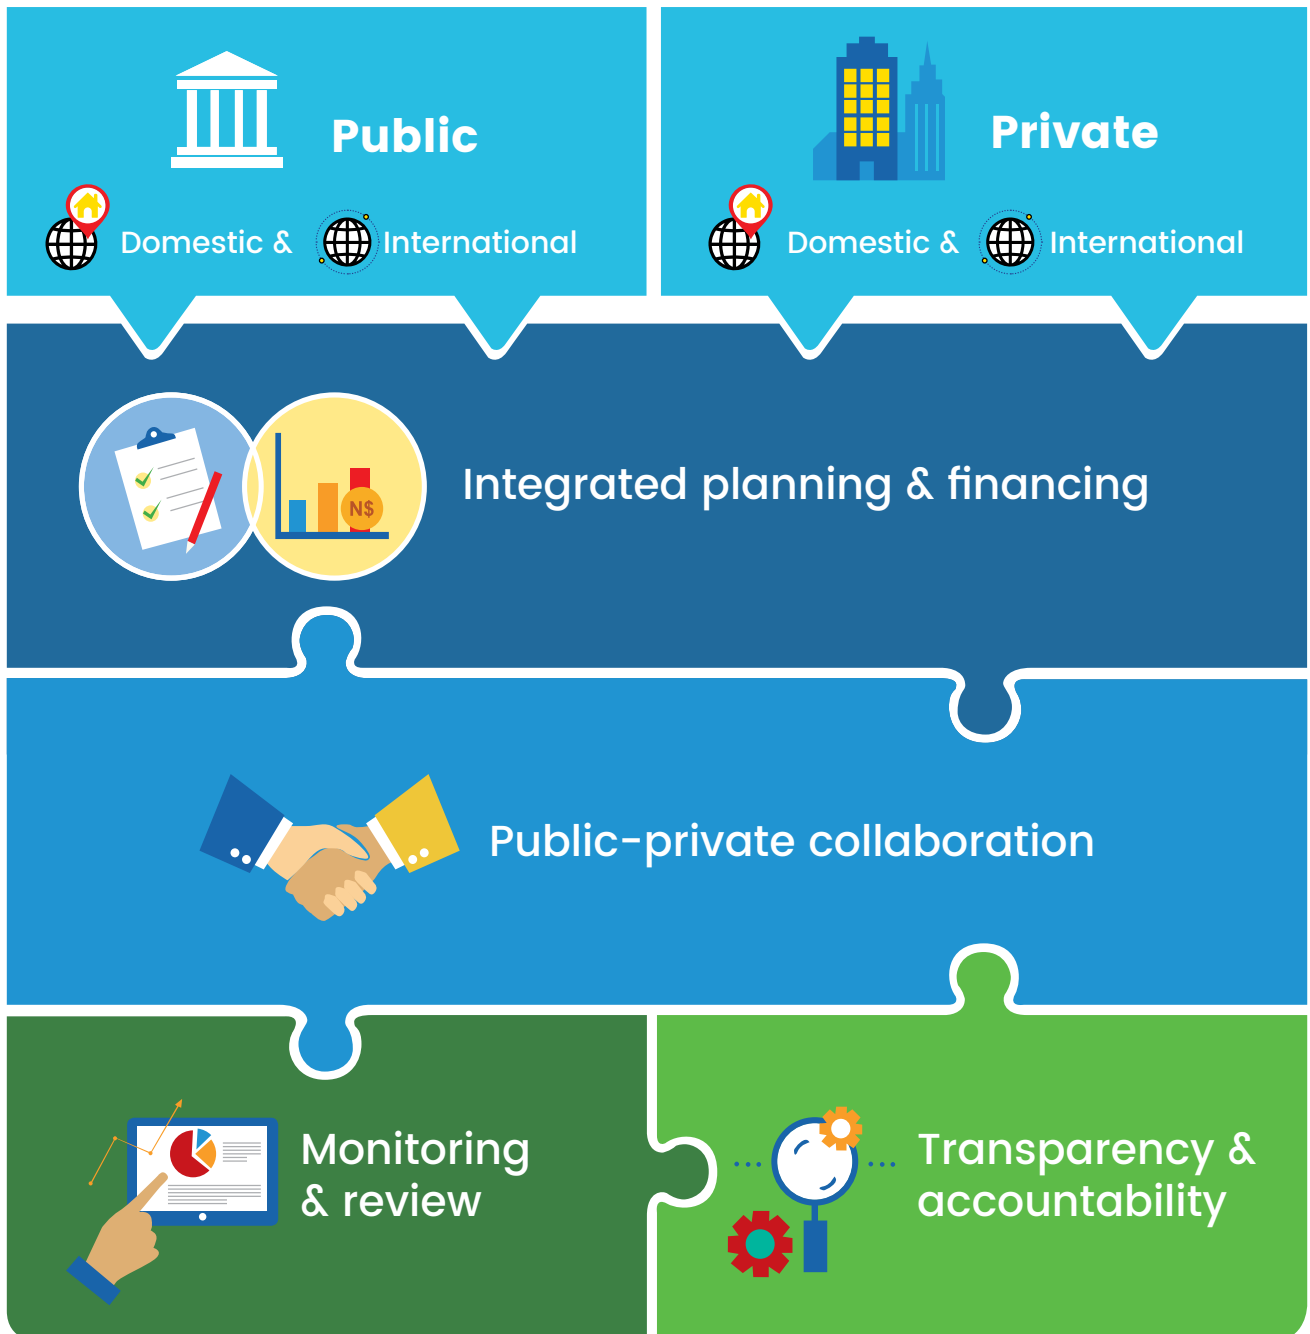 Public
Domestic & International
Private
Domestic & International
N$
Integrated planning & financing
Public-private collaboration
Monitoring
& review
Transparency &
accountability